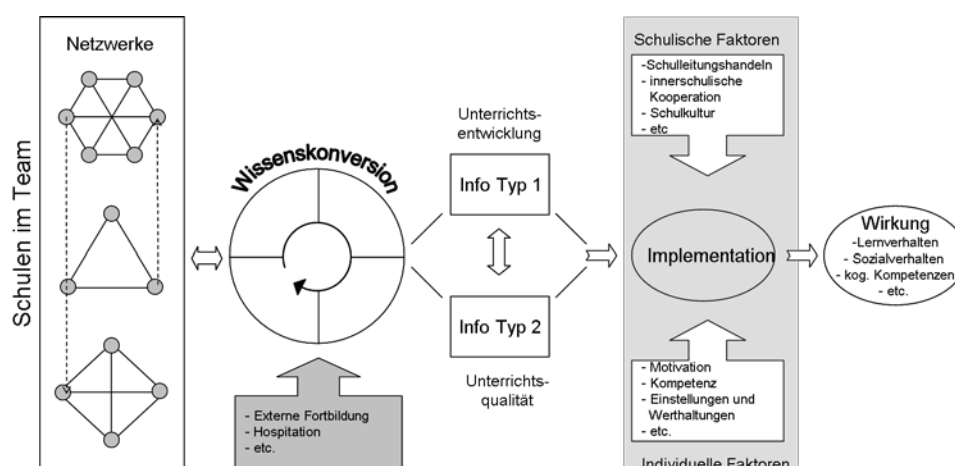 Schulen im Team
Netzwerke
Wissenskonversion
- Externe Fortbildung
- Hospitation
- etc.
Unterrichts-
entwicklung
Info Typ 1
Info Typ 2
Unterrichts-
qualität
Schulische Faktoren
-Schulleitungshandeln
- innerschulische
Kooperation
- Schulkultur
- etc
Implementation
- Motivation
- Kompetenz
- Einstellungen und
Werthaltungen
- etc.
Individuelle Faktoren
Wirkung
-Lernverhalten
- Sozialverhalten
- kog. Kompetenzen
- etc.